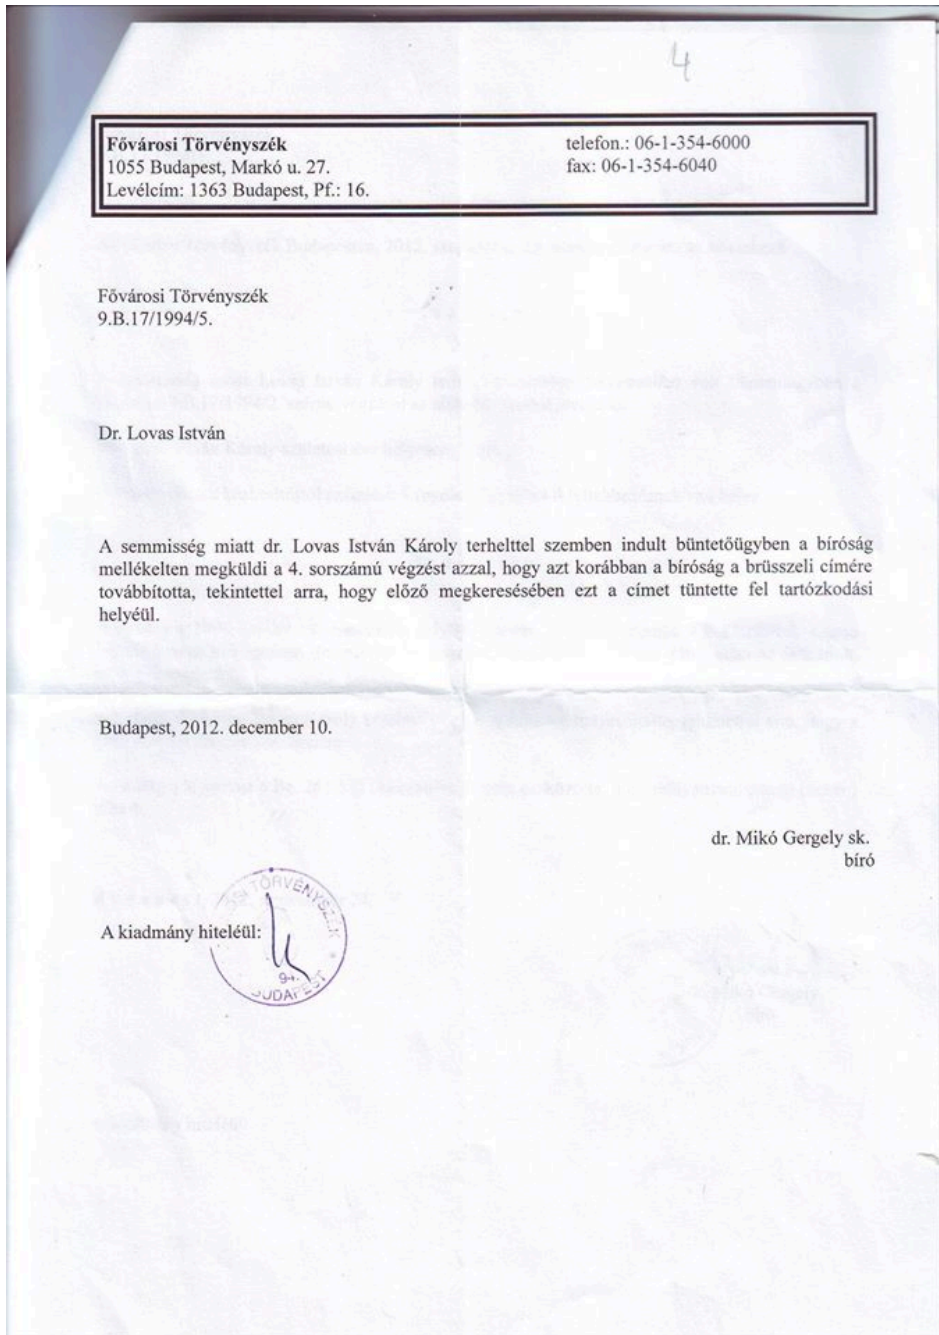 4
Fővárosi Törvényszék
1055 Budapest, Markó u. 27.
Levélcím: 1363 Budapest, Pf.: 16.
telefon.: 06-1-354-6000
fax: 06-1-354-6040
Fővárosi Törvényszék
9.B.17/1994/5.
Dr. Lovas István
A semmisség miatt dr. Lovas István Károly terhelttel szemben indult büntetőügyben a bíróság
mellékelten megküldi a 4. sorszámú végzést azzal, hogy azt korábban a bíróság a brüsszeli címére
továbbította, tekintettel arra, hogy előző megkeresésében ezt a címet tüntette fel tartózkodási
helyéül.
Budapest, 2012. december 10.
dr. Mikó Gergely sk.
bíró
A kiadmány hiteléül:
TÖRVÉNYSZÉK
BUDAPEST